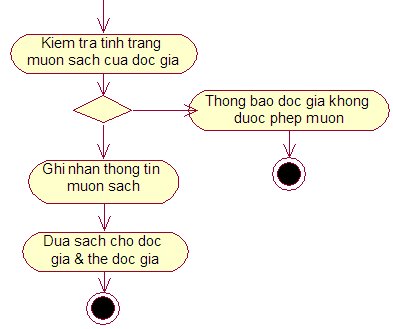 Kiem tra tinh trang
muon sach cua doc gia
Thong bao doc gia khong
duoc phep muon
Ghi nhan thong tin
muon sach
Dua sach cho doc
gia & the doc gia